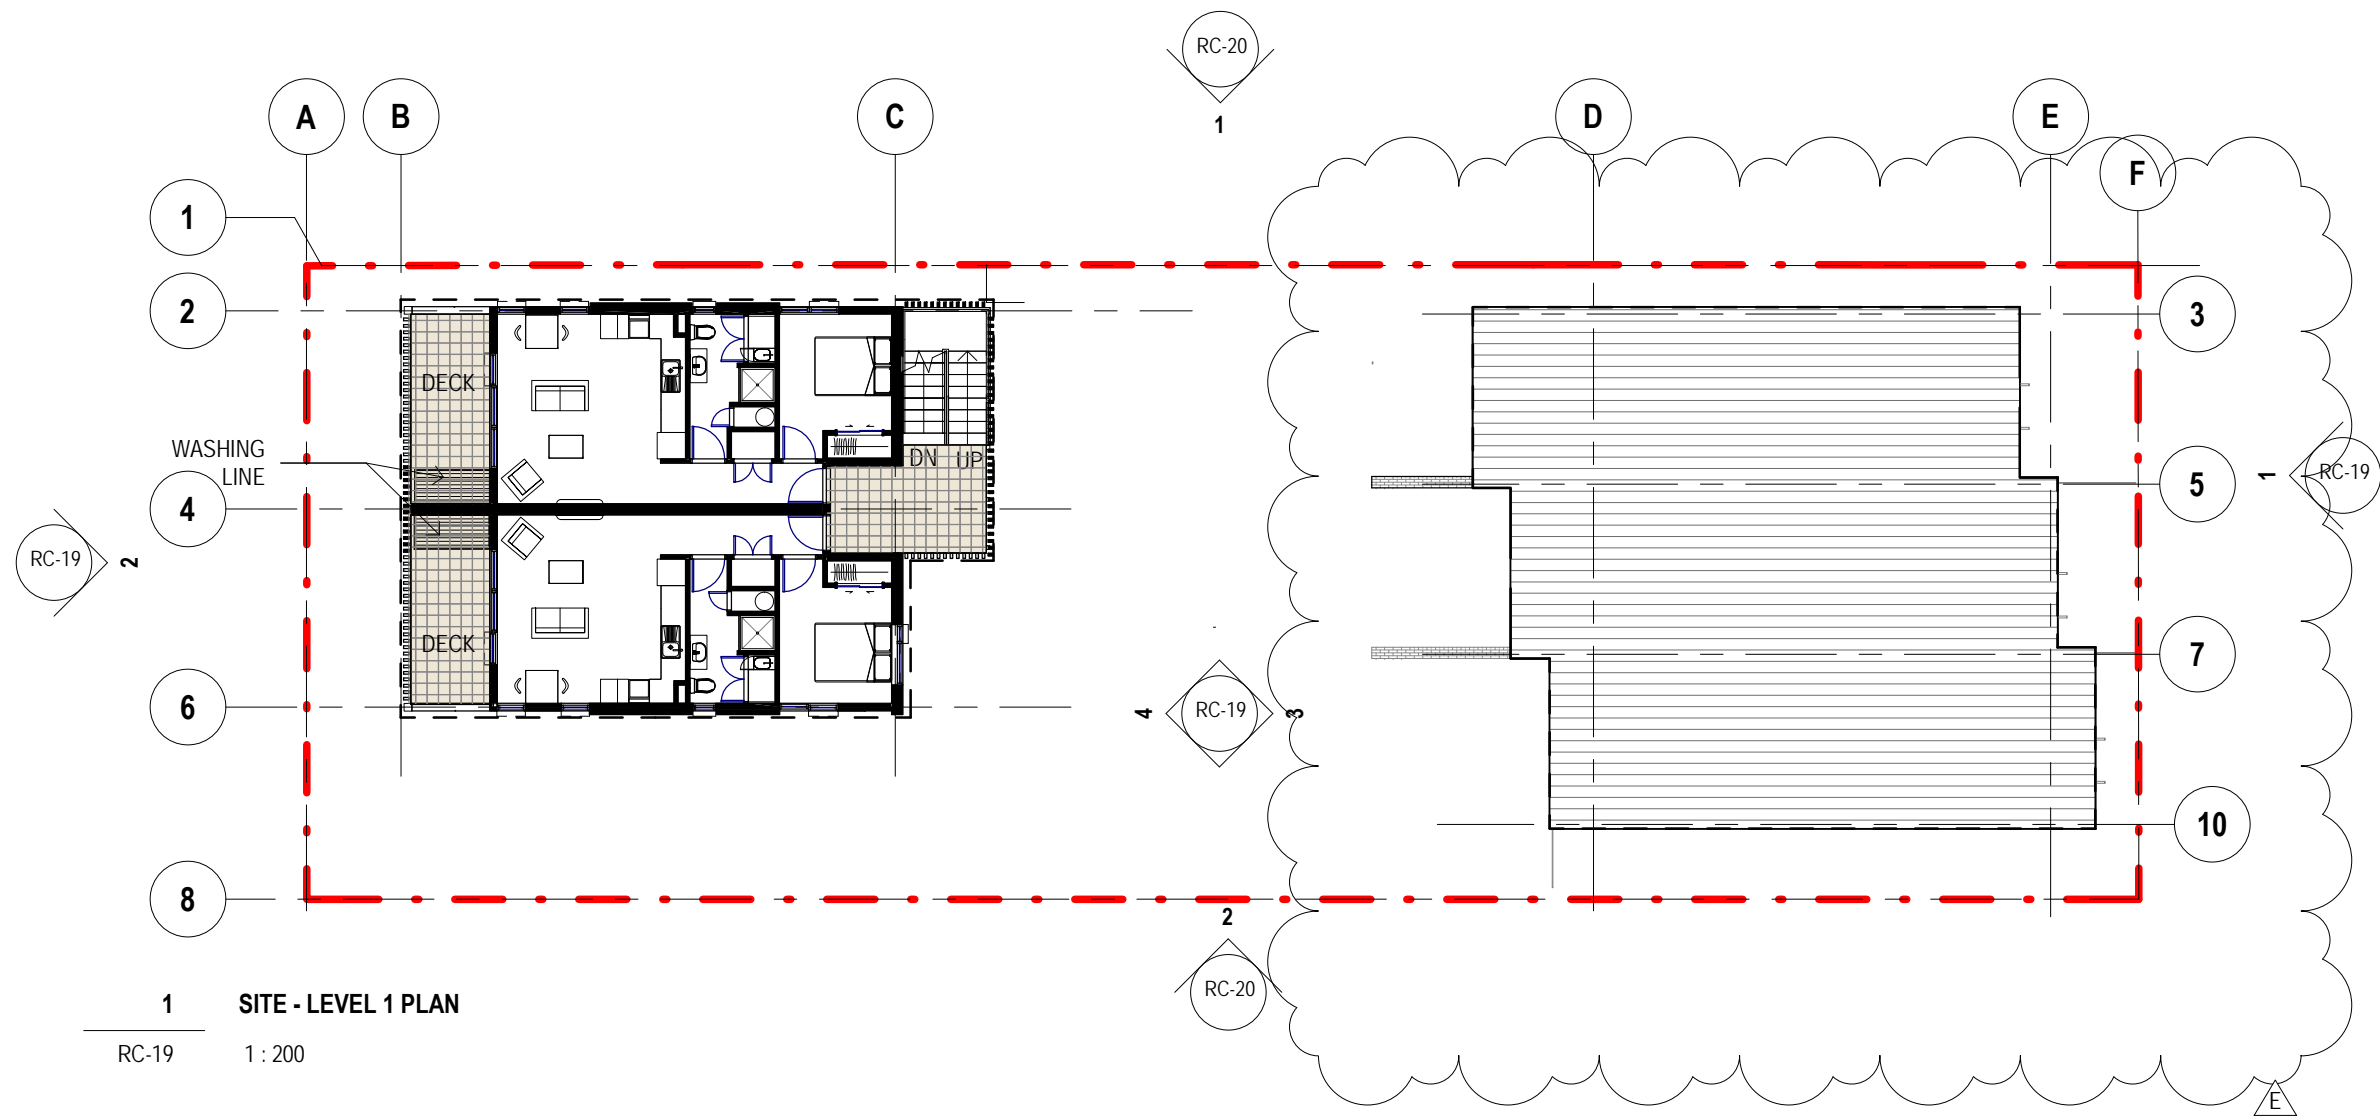 RC-20
1
A
B
C
D
E
F
1
2
3
DECK
WASHING
LINE
DN
UP
4
5
1
RC-19
RC-19
2
DECK
6
4
RC-19
3
7
10
8
2
RC-20
1
SITE - LEVEL 1 PLAN
RC-19
1 : 200
E